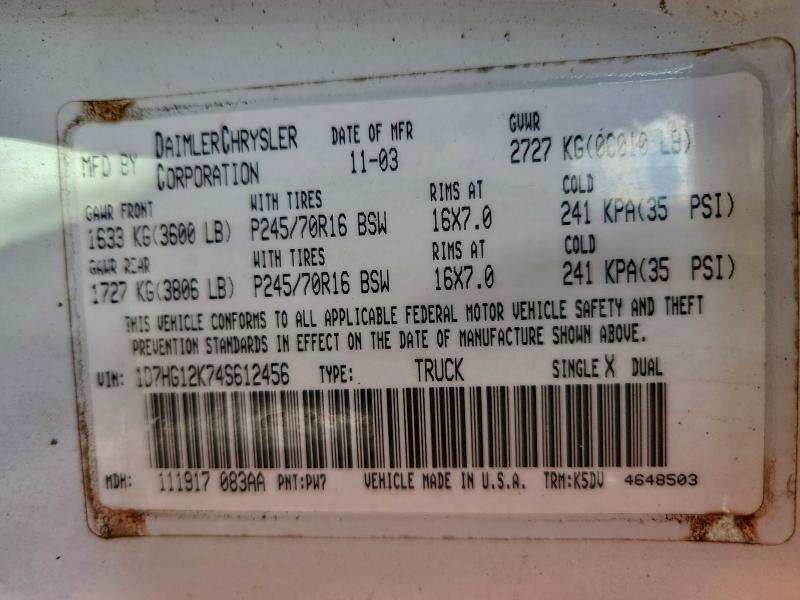 MFD BY DAIMLERCHRYSLER CORPORATION DATE OF MFR 11-03 GVWR 2727 KG(06010 LB)
GAWR FRONT WITH TIRES RIMS AT COLD
1633 KG(3600 LB) P245/70R16 BSW 16X7.0 241 KPA(35 PSI)
GAWR REAR WITH TIRES RIMS AT COLD
1727 KG(3806 LB) P245/70R16 BSW 16X7.0 241 KPA(35 PSI)
THIS VEHICLE CONFORMS TO ALL APPLICABLE FEDERAL MOTOR VEHICLE SAFETY AND THEFT
PREVENTION STANDARDS IN EFFECT ON THE DATE OF MANUFACTURE SHOWN ABOVE.
VIN: 1D7HG12K74S612456 TYPE: TRUCK SINGLE X DUAL
MDH: 111917 083AA PNT:PW7 VEHICLE MADE IN U.S.A. TRM:K5DV 4648503